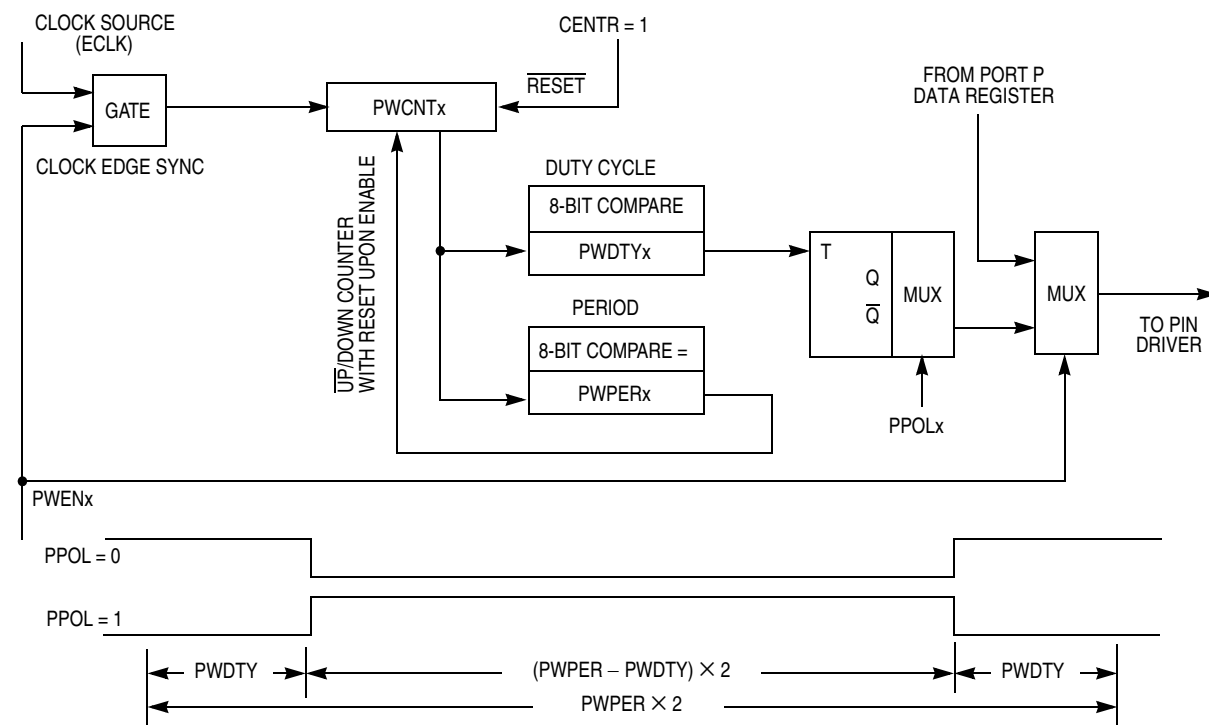 CLOCK SOURCE
(ECLK)
CENTR = 1
FROM PORT P
DATA REGISTER
GATE
PWCNTx
RESET
CLOCK EDGE SYNC
UP/DOWN COUNTER
WITH RESET UPON ENABLE
DUTY CYCLE
8-BIT COMPARE
PWDTYx
PERIOD
8-BIT COMPARE =
PWPERx
T
Q
Q
MUX
PPOLx
MUX
TO PIN
DRIVER
PWENx
PPOL = 0
PPOL = 1
PWDTY
(PWPER – PWDTY) × 2
PWDTY
PWPER × 2